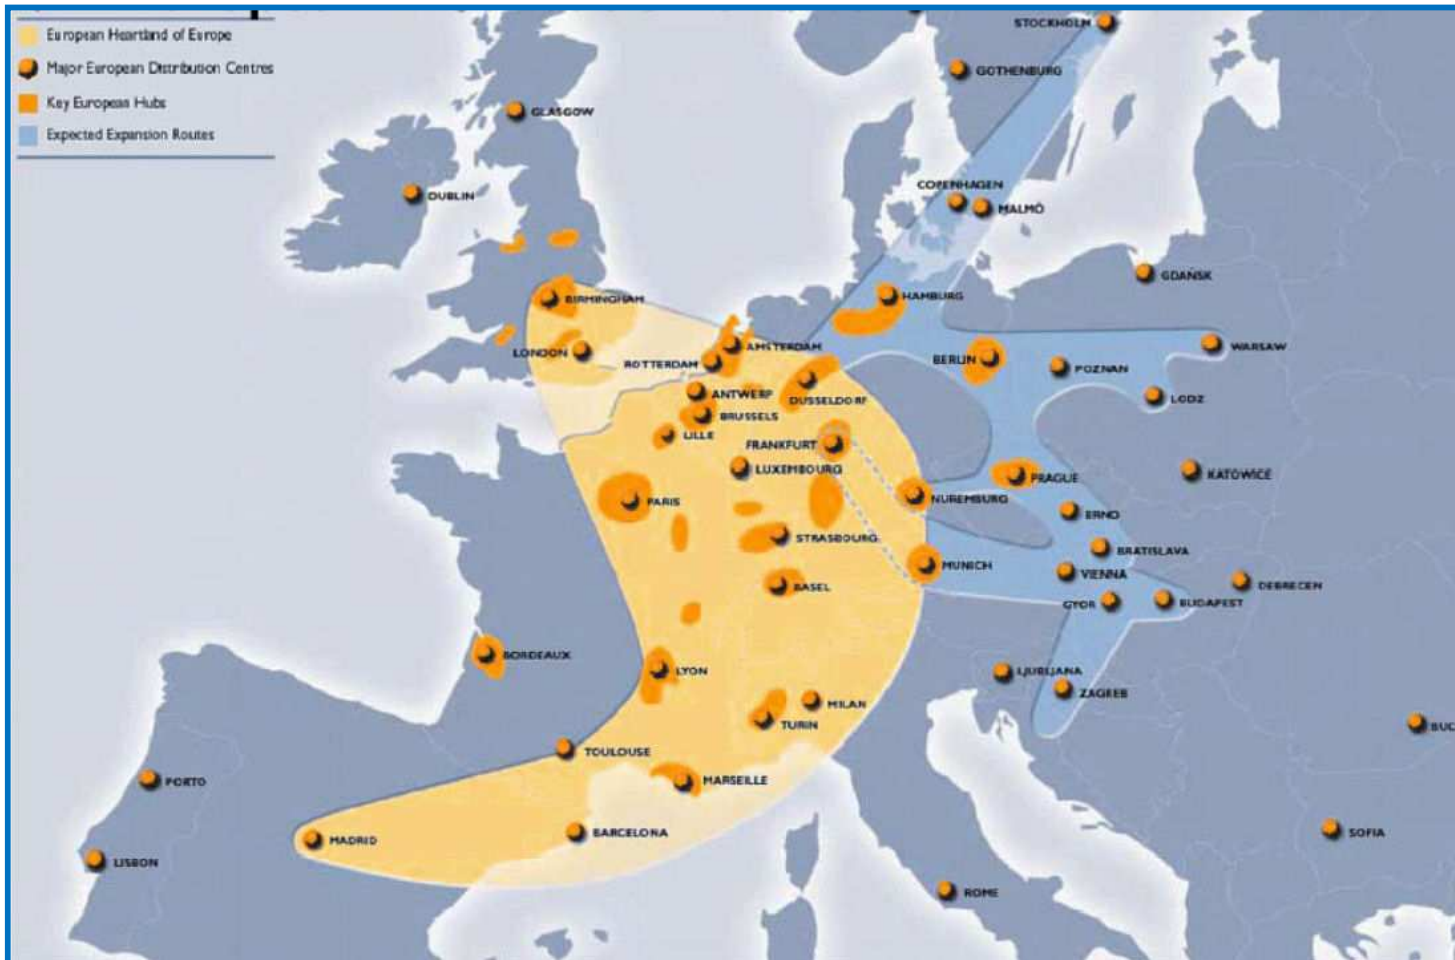 European Heartland of Europe
Major European Distribution Centres
Key European Hubs
Expected Expansion Routes
STOCKHOLM
GOTHENBURG
GLASGOW
COPENHAGEN
DUBLIN
MALMÖ
GDAŃSK
BIRMINGHAM
HAMBURG
LONDON
AMSTERDAM
WARSAW
ROTTERDAM
BERLIN
POZNAN
ANTWERP
DUSSELDORF
LODZ
BRUSSELS
LILLE
FRANKFURT
LUXEMBOURG
KATOWICE
PRAGUE
PARIS
NUREMBURG
ERNO
STRASBOURG
BRATISLAVA
MUNICH
VIENNA
BASEL
DEBRECEN
GYOR
BUDAPEST
BORDEAUX
LYON
LJUBLJANA
ZAGREB
MILAN
TURIN
BUC
TOULOUSE
PORTO
MARSEILLE
MADRID
BARCELONA
SOFIA
LISBON
ROME